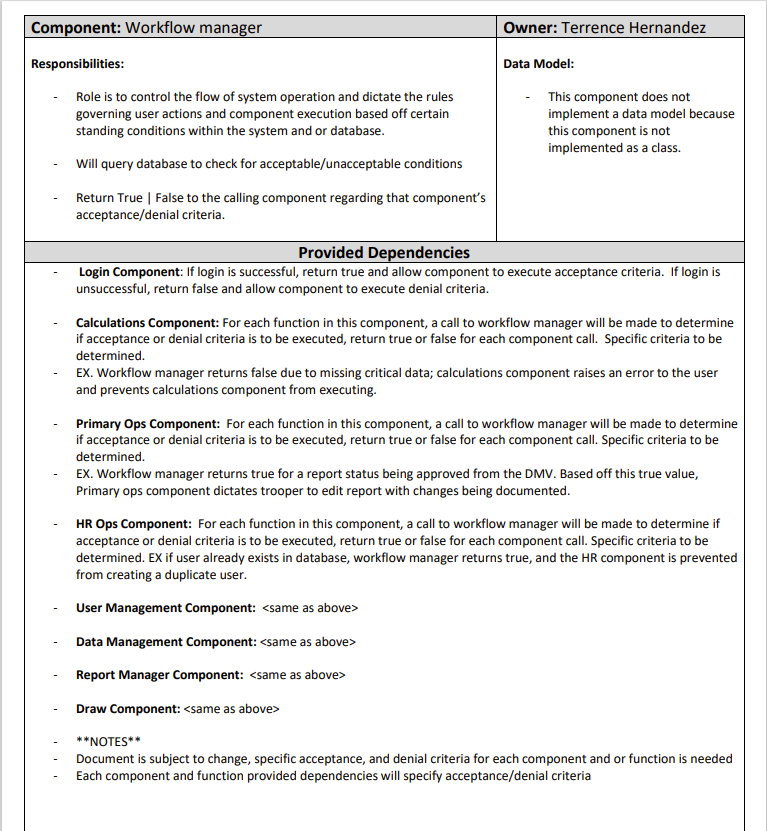 Component: Workflow manager
Owner: Terrence Hernandez
Responsibilities:
- Role is to control the flow of system operation and dictate the rules
governing user actions and component execution based off certain
standing conditions within the system and or database.
- Will query database to check for acceptable/unacceptable conditions
- Return True | False to the calling component regarding that component’s
acceptance/denial criteria.
Data Model:
- This component does not
implement a data model because
this component is not
implemented as a class.
Provided Dependencies
- Login Component: If login is successful, return true and allow component to execute acceptance criteria. If login is
unsuccessful, return false and allow component to execute denial criteria.
- Calculations Component: For each function in this component, a call to workflow manager will be made to determine
if acceptance or denial criteria is to be executed, return true or false for each component call. Specific criteria to be
determined.
- EX. Workflow manager returns false due to missing critical data; calculations component raises an error to the user
and prevents calculations component from executing.
- Primary Ops Component: For each function in this component, a call to workflow manager will be made to determine
if acceptance or denial criteria is to be executed, return true or false for each component call. Specific criteria to be
determined.
- EX. Workflow manager returns true for a report status being approved from the DMV. Based off this true value,
Primary ops component dictates trooper to edit report with changes being documented.
- HR Ops Component: For each function in this component, a call to workflow manager will be made to determine if
acceptance or denial criteria is to be executed, return true or false for each component call. Specific criteria to be
determined. EX if user already exists in database, workflow manager returns true, and the HR component is prevented
from creating a duplicate user.
- User Management Component: <same as above>
- Data Management Component: <same as above>
- Report Manager Component: <same as above>
- Draw Component: <same as above>
- **NOTES**
- Document is subject to change, specific acceptance, and denial criteria for each component and or function is needed
- Each component and function provided dependencies will specify acceptance/denial criteria